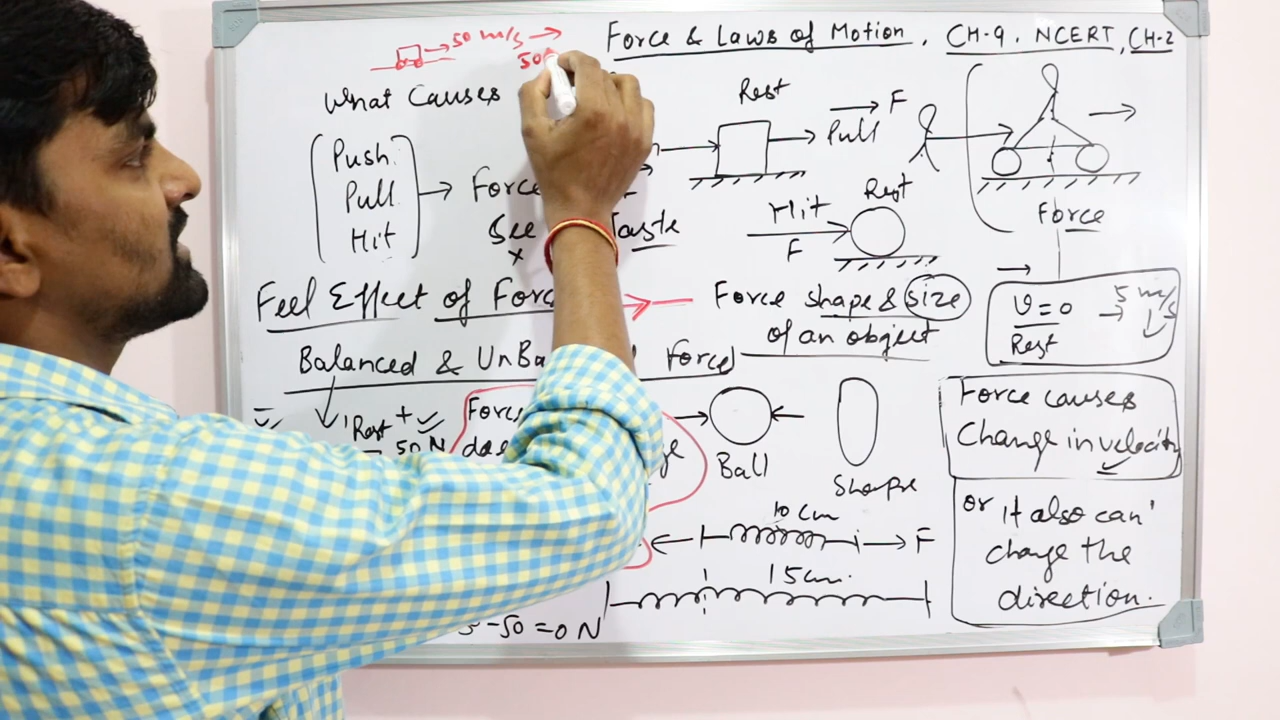 50 m/s
50
Force & Laws of Motion, CH-9, NCERT, CH-2
What Causes
Push
Pull
Hit
Force
See Taste
x
Rest
Pull F
Hit
F
Rest
Force
Feel Effect of
Force shape & size
of an object
v=0 → 5 m/s
Rest
Balanced & Force
Rest
+
50 N
Ball
Shape
Force causes
Change in velocity
or it also can
change the
direction.
10 cm
F
15 cm.
-50 = 0 N